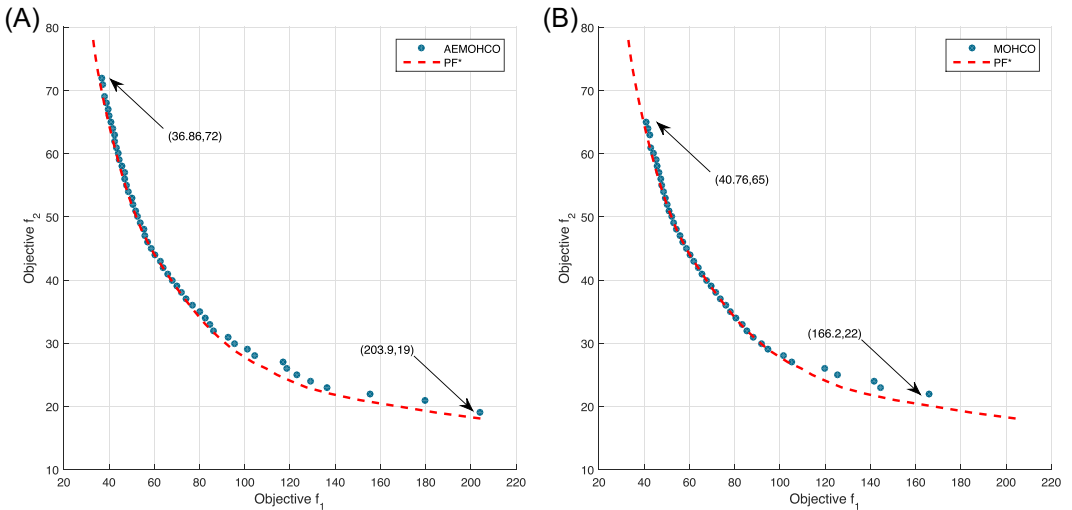 (A)
AEMOHCO
PF*
(36.86,72)
(203.9,19)
Objective f2
80
70
60
50
40
30
20
10
20 40 60 80 100 120 140 160 180 200 220
Objective f1
(B)
MOHCO
PF*
(40.76,65)
(166.2,22)
Objective f2
80
70
60
50
40
30
20
10
20 40 60 80 100 120 140 160 180 200 220
Objective f1